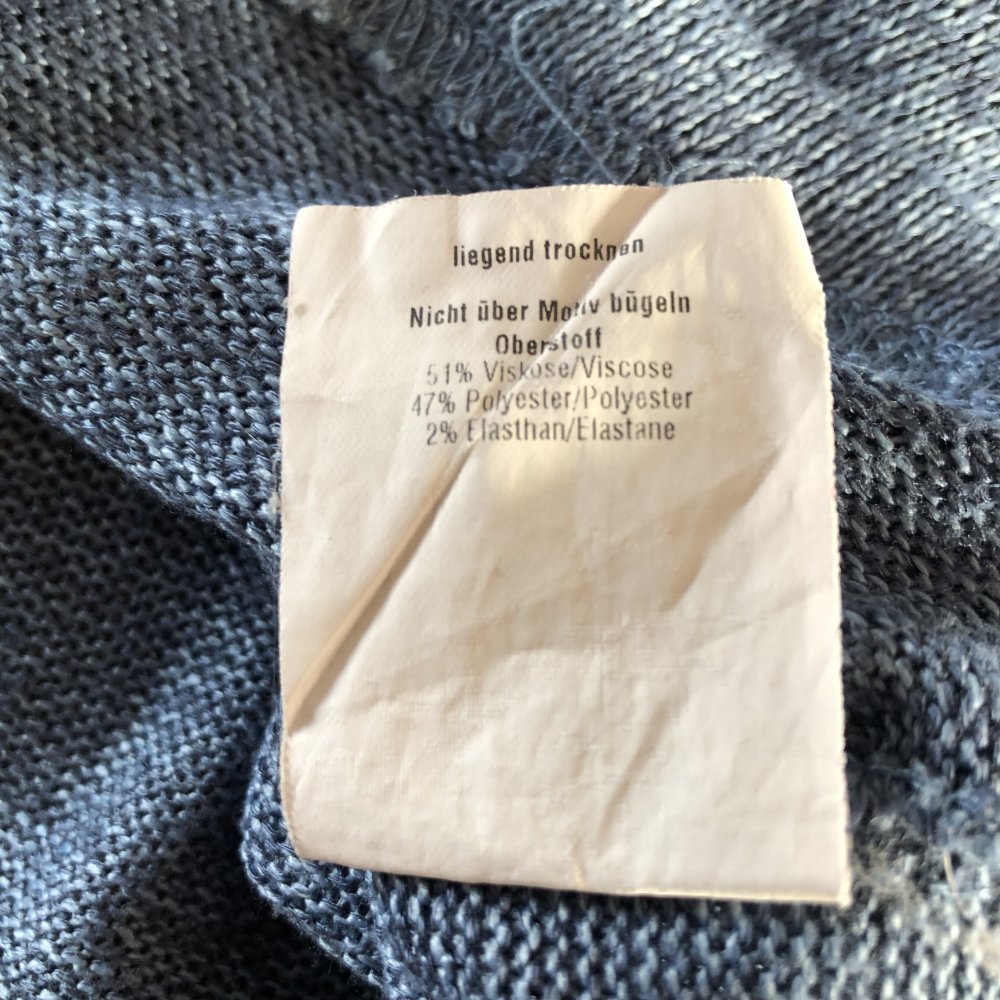 liegend trocknen
Nicht über Motiv bügeln
Oberstoff
51% Viskose/Viscose
47% Polyester/Polyester
2% Elasthan/Elastane